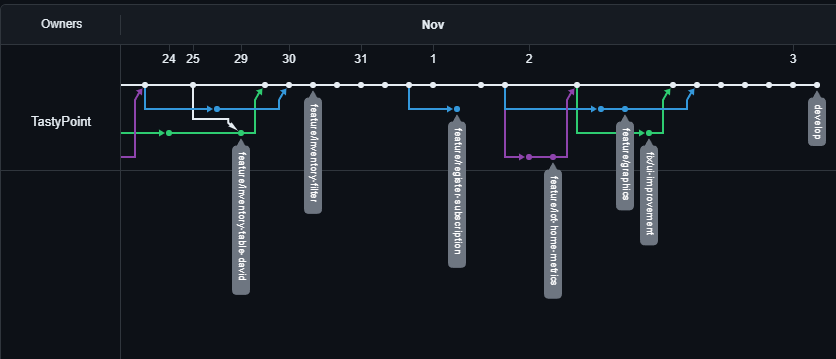 Owners
Nov
24 25 29 30 31 1 2 3
TastyPoint
feature/inventory-table-david
feature/inventory-filter
feature/register-subscription
feature/iot-home-metrics
feature/graphics
fix/ui-improvement
develop